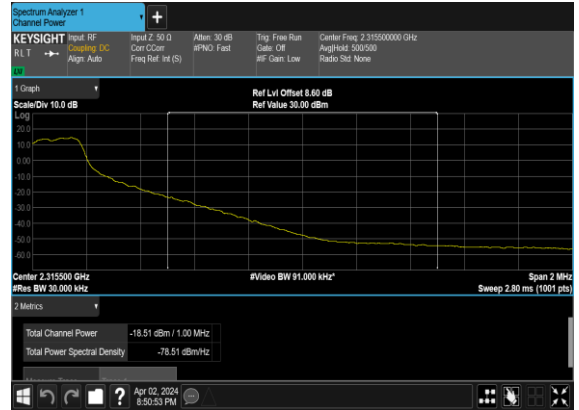 Spectrum Analyzer 1
Channel Power
KEYSIGHT Input: RF Input Z: 50 Ω Atten: 30 dB Trig: Free Run Center Freq: 2.315500000 GHz
RLT Coupling: DC Corr CCorr #PNO: Fast Gate: Off Avg|Hold: 500/500
Align: Auto Freq Ref: Int (S) #IF Gain: Low Radio Std: None
LM
1 Graph Ref Lvl Offset 8.60 dB
Scale/Div 10.0 dB Ref Value 30.00 dBm
Log
20.0
10.0
0.00
-10.0
-20.0
-30.0
-40.0
-50.0
-60.0
Center 2.315500 GHz #Video BW 91.000 kHz* Span 2 MHz
#Res BW 30.000 kHz Sweep 2.80 ms (1001 pts)
2 Metrics
Total Channel Power -18.51 dBm / 1.00 MHz
Total Power Spectral Density -78.51 dBm/Hz
? Apr 02, 2024
8:50:53 PM